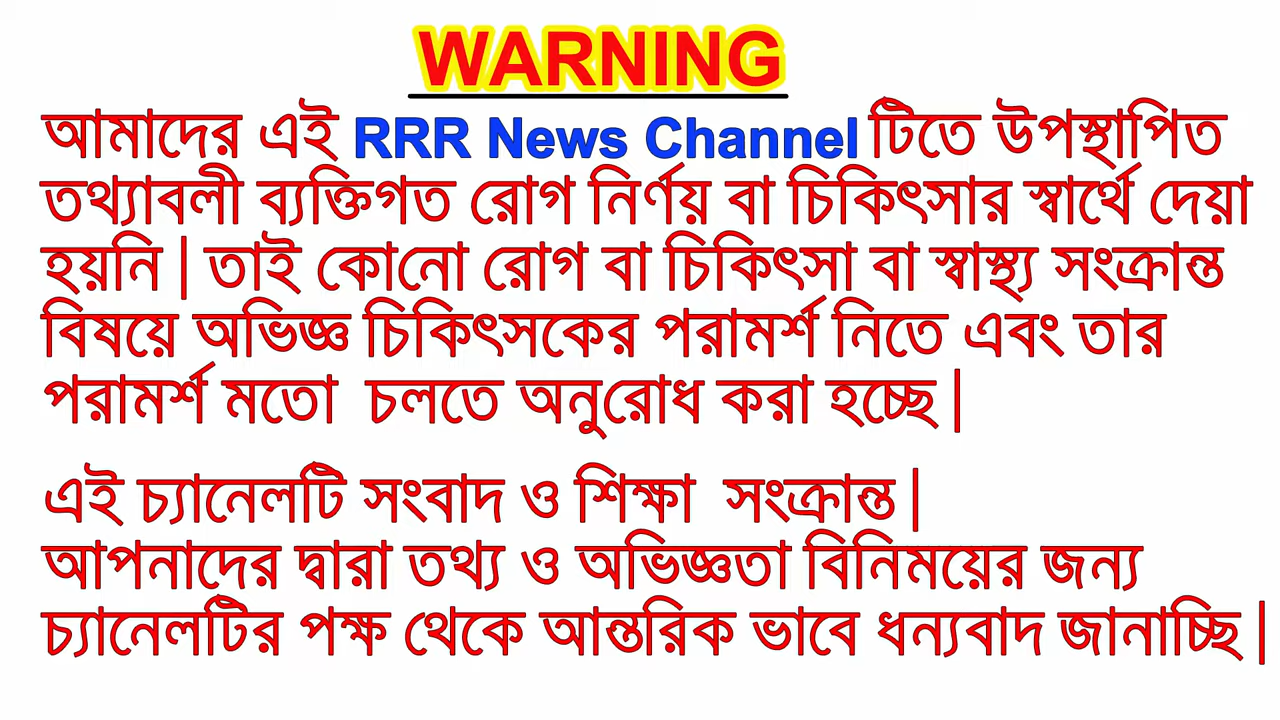 WARNING
আমাদের এই RRR News Channel টিতে উপস্থাপিত
তথ্যাবলী ব্যক্তিগত রোগ নির্ণয় বা চিকিৎসার স্বার্থে দেয়া
হয়নি | তাই কোনো রোগ বা চিকিৎসা বা স্বাস্থ্য সংক্রান্ত
বিষয়ে অভিজ্ঞ চিকিৎসকের পরামর্শ নিতে এবং তার
পরামর্শ মতো চলতে অনুরোধ করা হচ্ছে |
এই চ্যানেলটি সংবাদ ও শিক্ষা সংক্রান্ত |
আপনাদের দ্বারা তথ্য ও অভিজ্ঞতা বিনিময়ের জন্য
চ্যানেলটির পক্ষ থেকে আন্তরিক ভাবে ধন্যবাদ জানাচ্ছি |